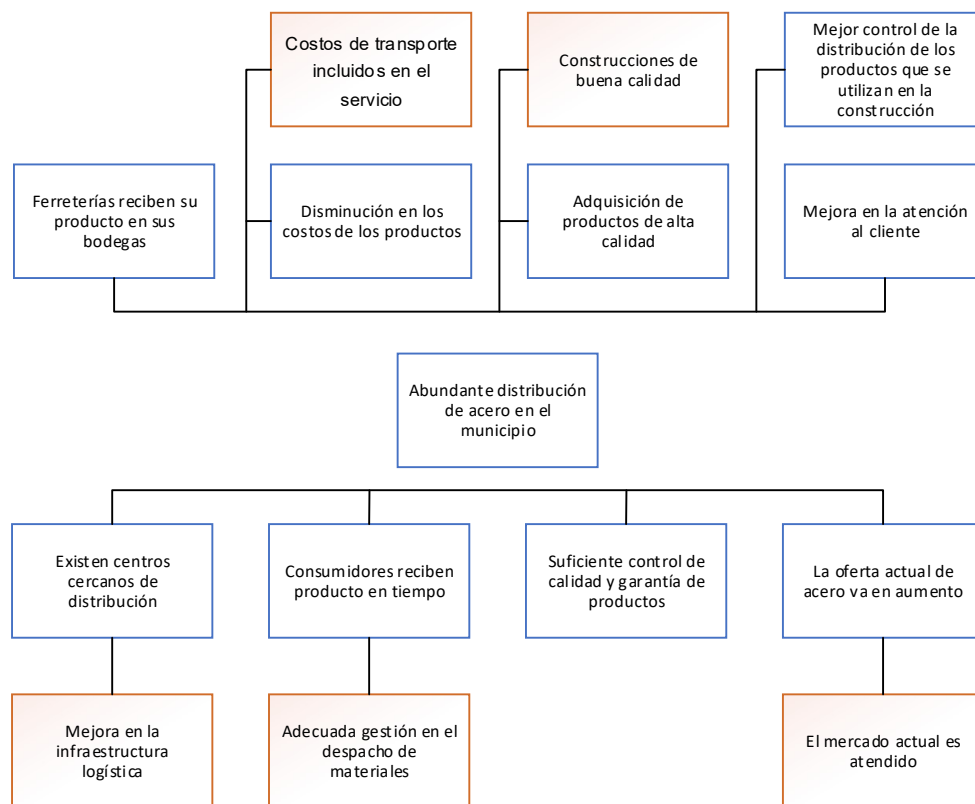 Costos de transporte
incluidos en el
servicio
Construcciones de
buena calidad
Mejor control de la
distribución de los
productos que se
utilizan en la
construcción
Ferreterías reciben su
producto en sus
bodegas
Disminución en los
costos de los productos
Adquisición de
productos de alta
calidad
Mejora en la atención
al cliente
Abundante distribución
de acero en el
municipio
Existen centros
cercanos de
distribución
Consumidores reciben
producto en tiempo
Suficiente control de
calidad y garantía de
productos
La oferta actual de
acero va en aumento
Mejora en la
infraestructura
logística
Adecuada gestión en el
despacho de
materiales
El mercado actual es
atendido